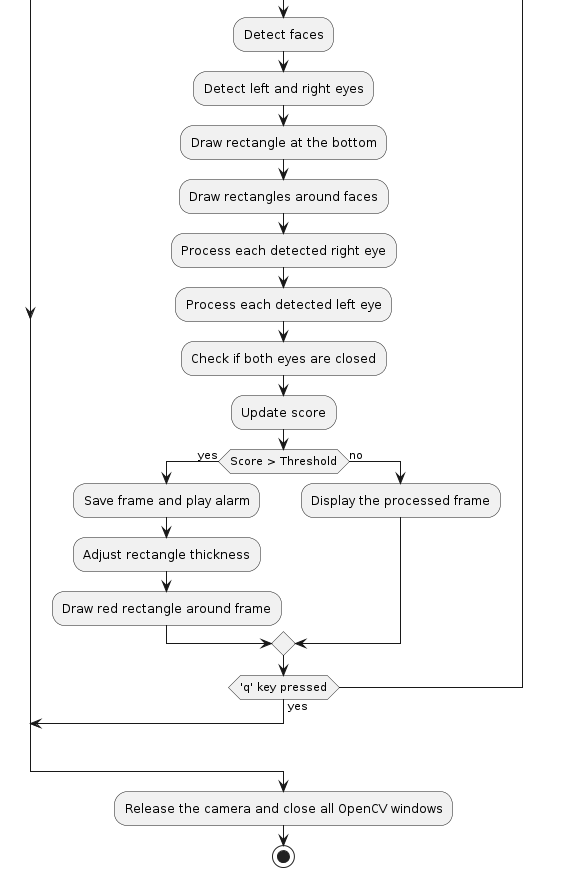 Detect faces
Detect left and right eyes
Draw rectangle at the bottom
Draw rectangles around faces
Process each detected right eye
Process each detected left eye
Check if both eyes are closed
Update score
yes
Score > Threshold
no
Save frame and play alarm
Display the processed frame
Adjust rectangle thickness
Draw red rectangle around frame
'q' key pressed
yes
Release the camera and close all OpenCV windows